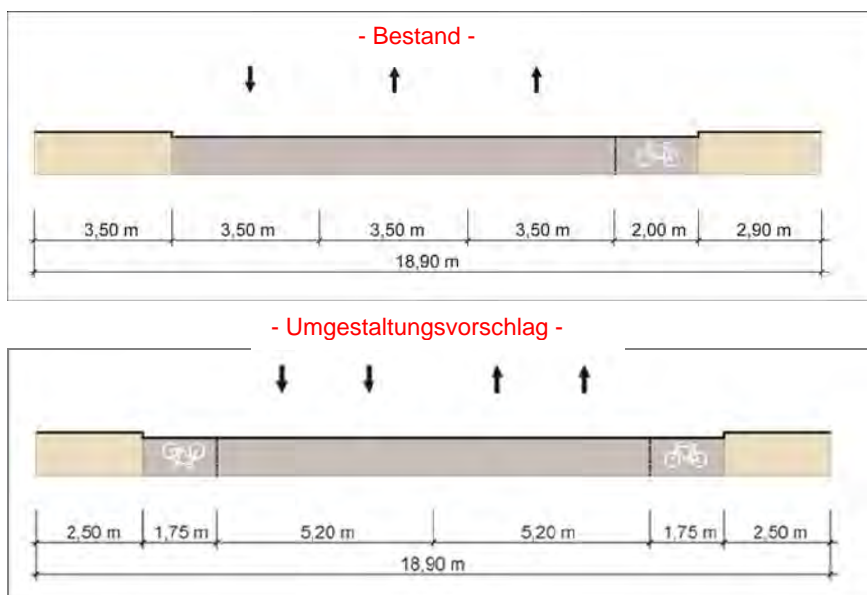 - Bestand -
3,50 m 3,50 m 3,50 m 3,50 m 2,00 m 2,90 m
18,90 m
- Umgestaltungsvorschlag -
2,50 m 1,75 m 5,20 m 5,20 m 1,75 m 2,50 m
18,90 m